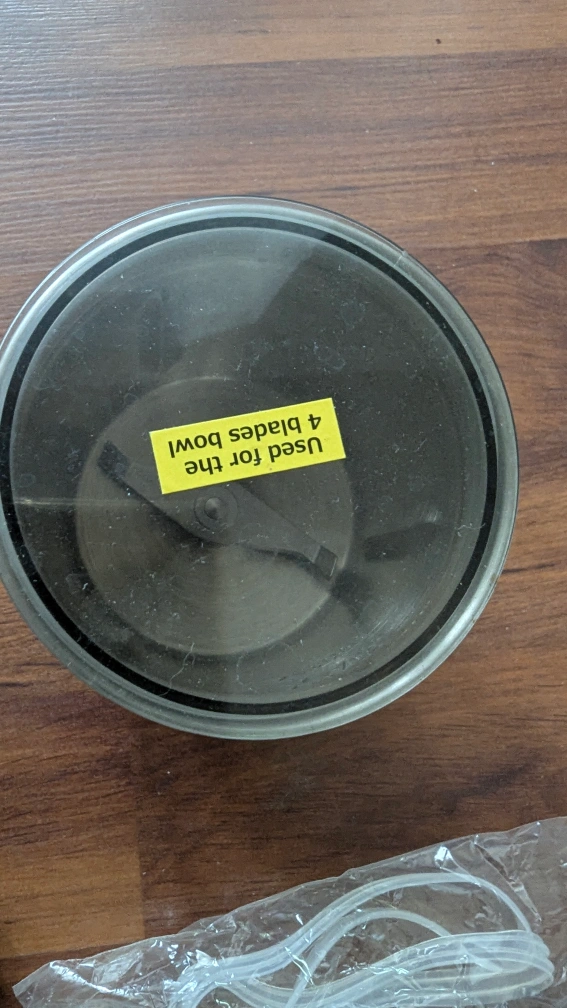 Used for the
4 blades bowl